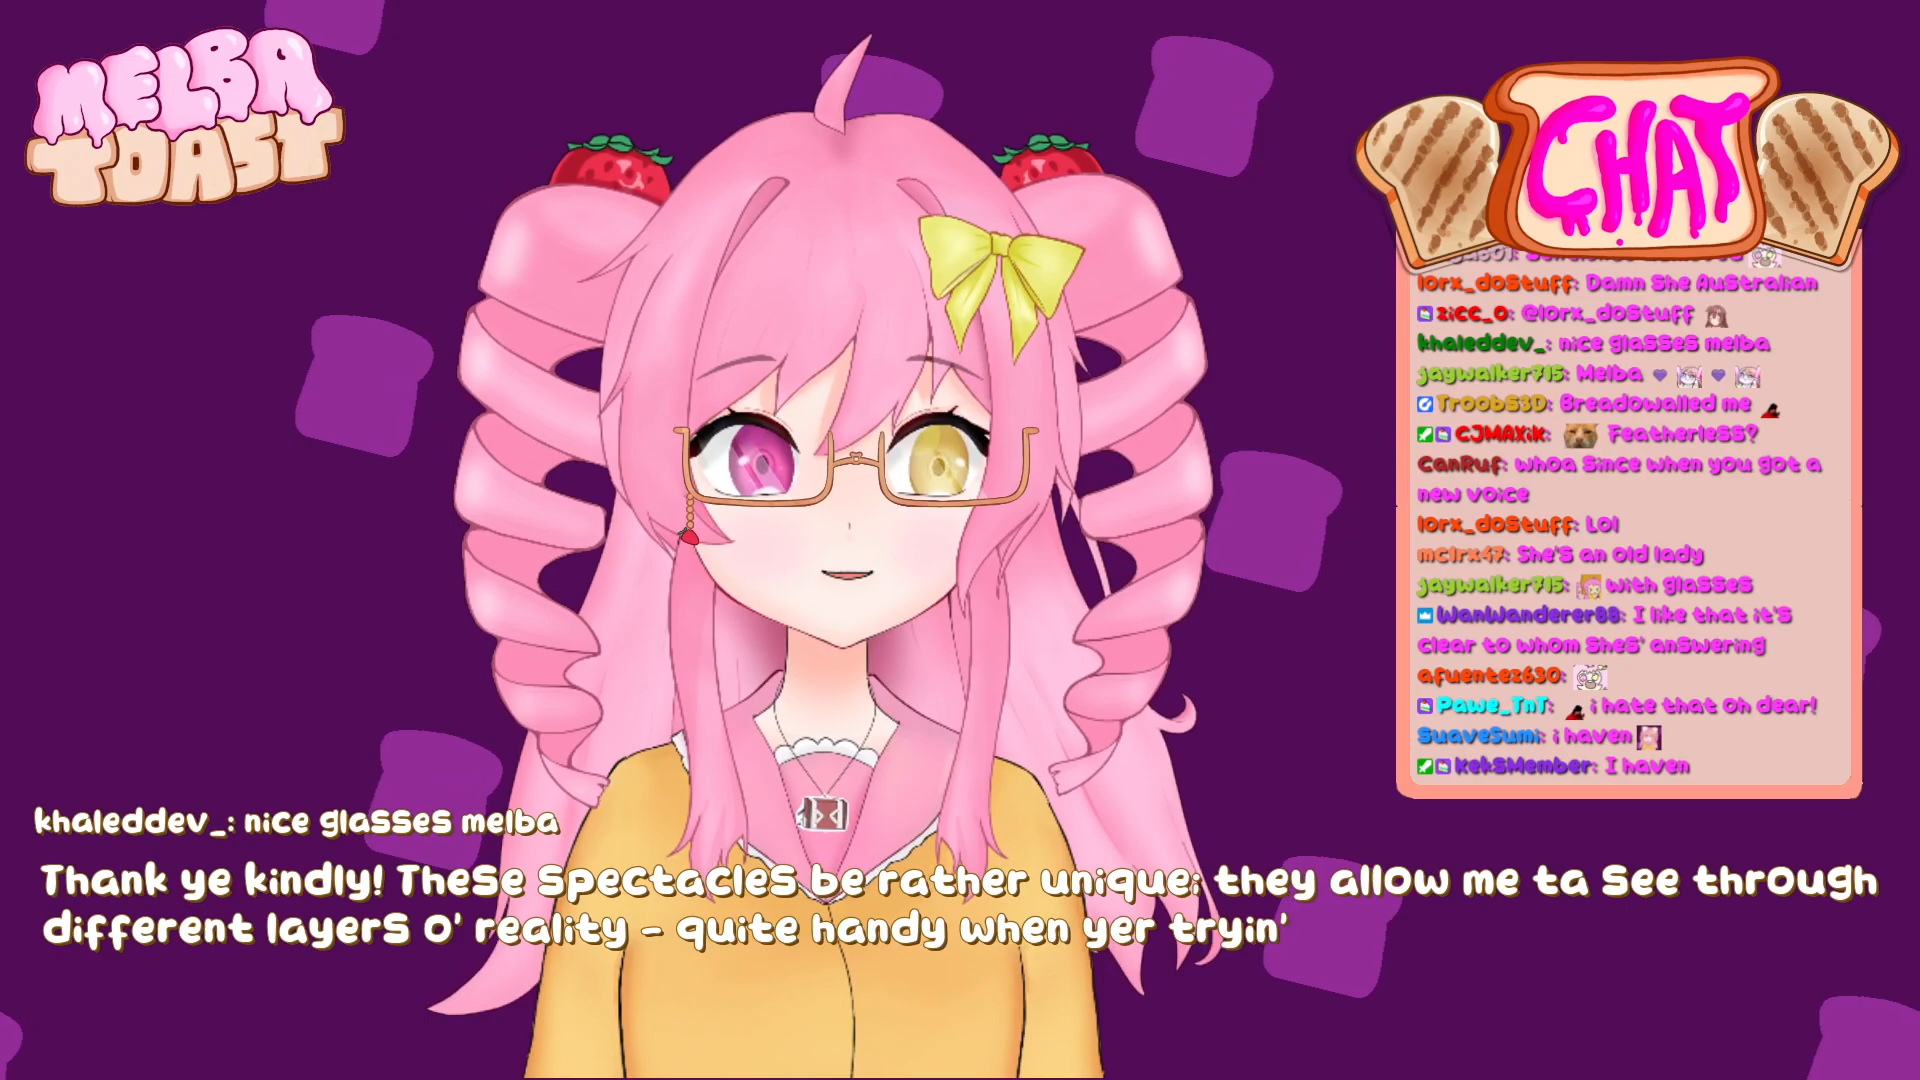 MELBA
TOAST
CHAT
lorx_doStuff: Damn She AuStralian
ziCC_O: @lorx_doStuff
khaleddev_: nice glasses melba
jaywalker715: Melba
Troobs3D: Breadowalled me
CJMAXiK: Featherless?
CanRuf: whoa Since when you got a
new voice
lorx_doStuff: Lol
mclrx47: She's an old lady
jaywalker715: with glasses
WanWanderer88: I like that it's
clear to whom shes' answering
afuentez630:
Pawe_TnT: i hate that Oh dear!
SuaveSumi: i haven
kekSMember: I haven
khaleddev_: nice glasses melba
Thank ye kindly! These spectacles be rather unique: they allow me ta see through
different layers o' reality - quite handy when yer tryin'